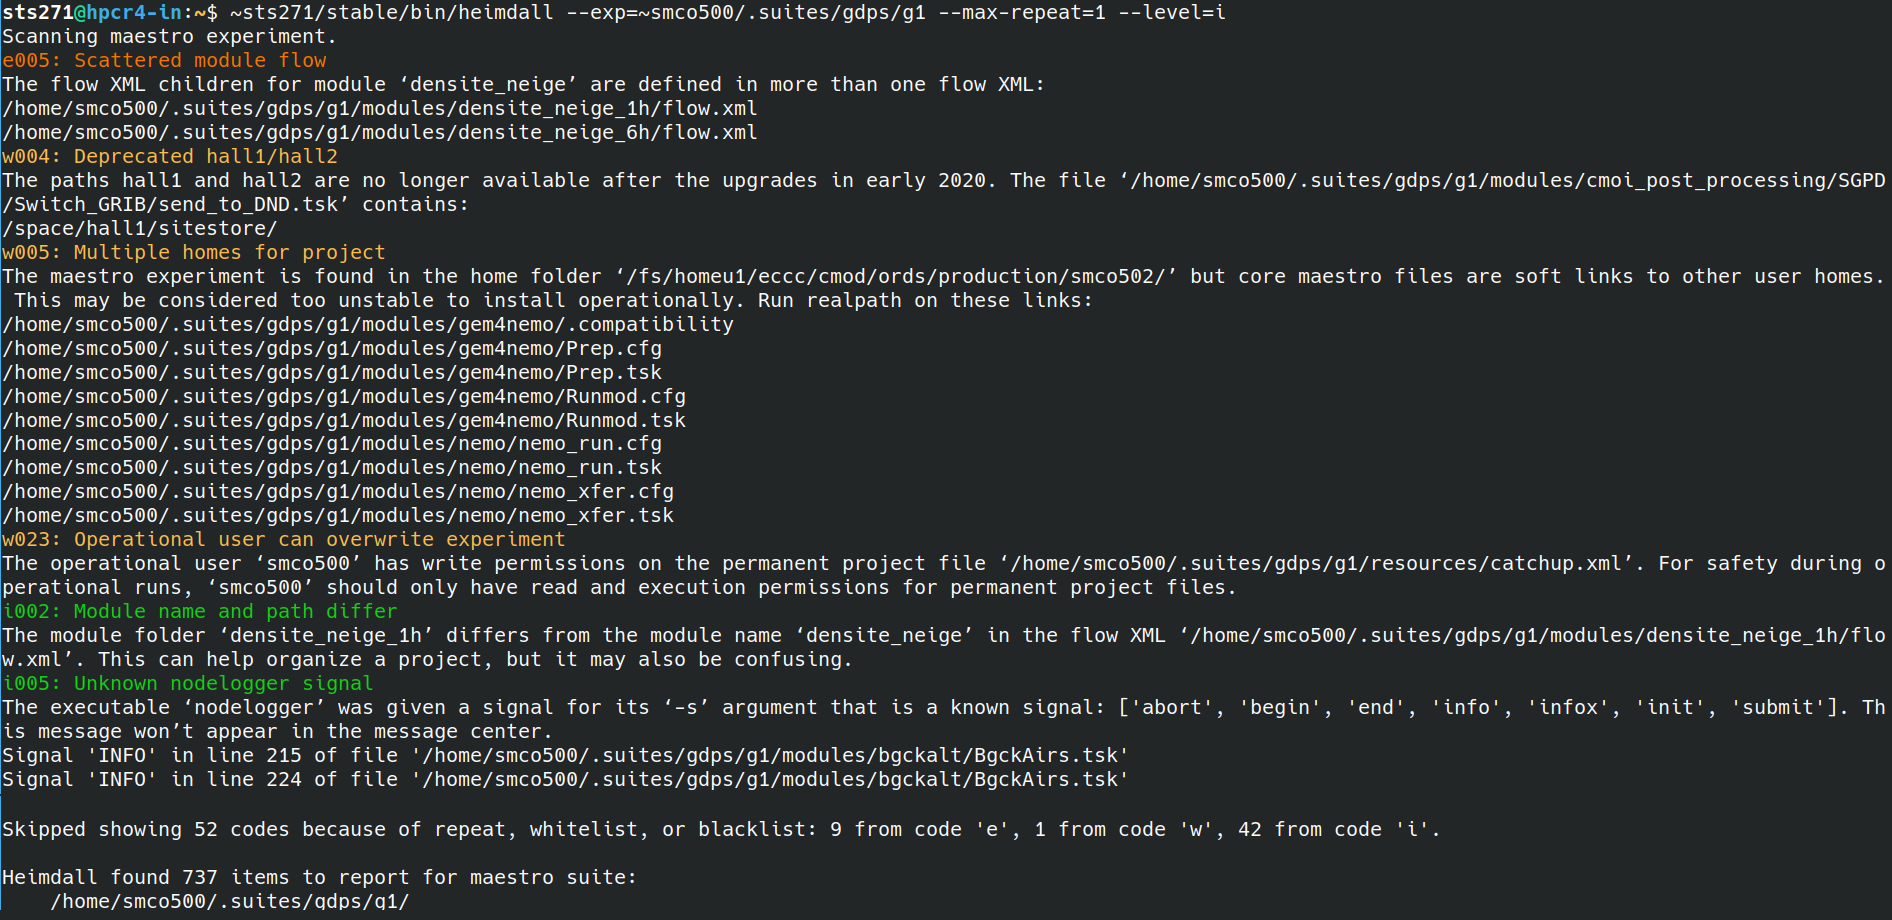 sts271@hpcr4-in:~$ ~sts271/stable/bin/heimdall --exp=~smco500/.suites/gdps/g1 --max-repeat=1 --level=i
Scanning maestro experiment.
e005: Scattered module flow
The flow XML children for module ‘densite_neige’ are defined in more than one flow XML:
/home/smco500/.suites/gdps/g1/modules/densite_neige_1h/flow.xml
/home/smco500/.suites/gdps/g1/modules/densite_neige_6h/flow.xml
w004: Deprecated hall1/hall2
The paths hall1 and hall2 are no longer available after the upgrades in early 2020. The file ‘/home/smco500/.suites/gdps/g1/modules/cmoi_post_processing/SGPD
/Switch_GRIB/send_to_DND.tsk’ contains:
/space/hall1/sitestore/
w005: Multiple homes for project
The maestro experiment is found in the home folder ‘/fs/homeu1/eccc/cmod/ords/production/smco502/’ but core maestro files are soft links to other user homes.
 This may be considered too unstable to install operationally. Run realpath on these links:
/home/smco500/.suites/gdps/g1/modules/gem4nemo/.compatibility
/home/smco500/.suites/gdps/g1/modules/gem4nemo/Prep.cfg
/home/smco500/.suites/gdps/g1/modules/gem4nemo/Prep.tsk
/home/smco500/.suites/gdps/g1/modules/gem4nemo/Runmod.cfg
/home/smco500/.suites/gdps/g1/modules/gem4nemo/Runmod.tsk
/home/smco500/.suites/gdps/g1/modules/nemo/nemo_run.cfg
/home/smco500/.suites/gdps/g1/modules/nemo/nemo_run.tsk
/home/smco500/.suites/gdps/g1/modules/nemo/nemo_xfer.cfg
/home/smco500/.suites/gdps/g1/modules/nemo/nemo_xfer.tsk
w023: Operational user can overwrite experiment
The operational user ‘smco500’ has write permissions on the permanent project file ‘/home/smco500/.suites/gdps/g1/resources/catchup.xml’. For safety during o
perational runs, ‘smco500’ should only have read and execution permissions for permanent project files.
i002: Module name and path differ
The module folder ‘densite_neige_1h’ differs from the module name ‘densite_neige’ in the flow XML ‘/home/smco500/.suites/gdps/g1/modules/densite_neige_1h/flo
w.xml’. This can help organize a project, but it may also be confusing.
i005: Unknown nodelogger signal
The executable ‘nodelogger’ was given a signal for its ‘-s’ argument that is a known signal: ['abort', 'begin', 'end', 'info', 'infox', 'init', 'submit']. Th
is message won’t appear in the message center.
Signal 'INFO' in line 215 of file '/home/smco500/.suites/gdps/g1/modules/bgckalt/BgckAirs.tsk'
Signal 'INFO' in line 224 of file '/home/smco500/.suites/gdps/g1/modules/bgckalt/BgckAirs.tsk'
Skipped showing 52 codes because of repeat, whitelist, or blacklist: 9 from code 'e', 1 from code 'w', 42 from code 'i'.
Heimdall found 737 items to report for maestro suite:
    /home/smco500/.suites/gdps/g1/